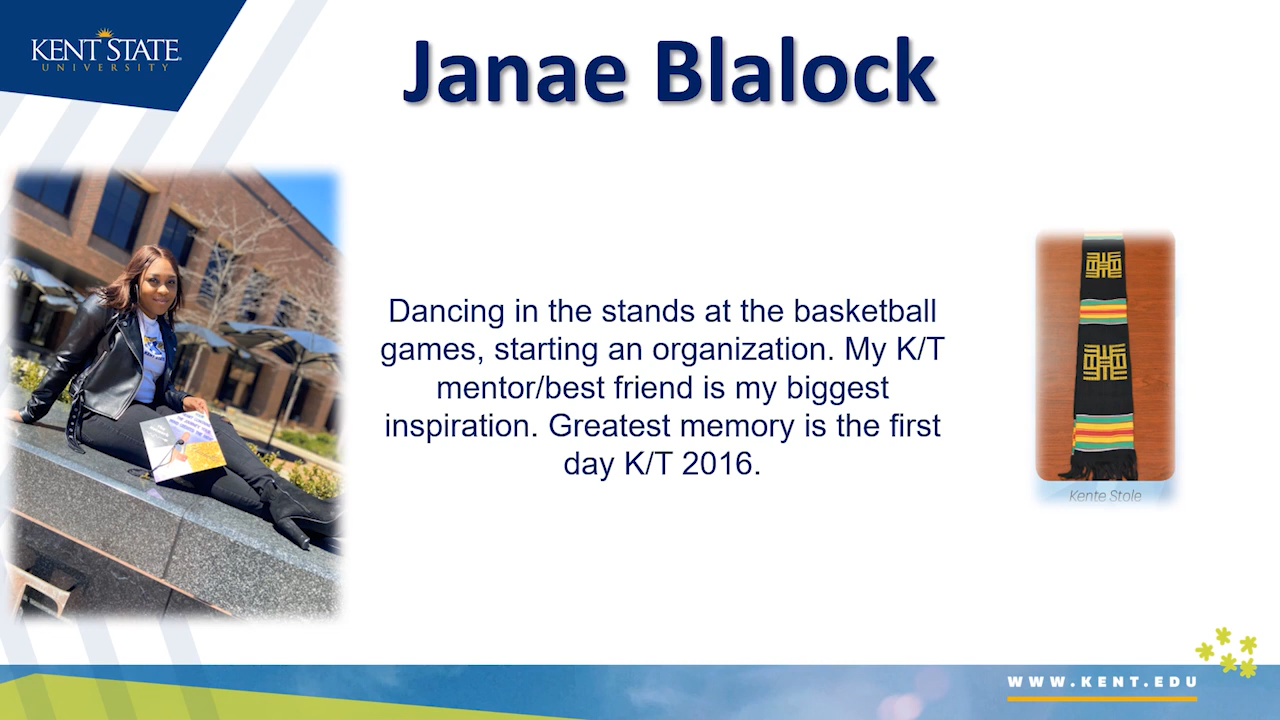 KENT STATE
UNIVERSITY
Janae Blalock
Dancing in the stands at the basketball
games, starting an organization. My K/T
mentor/best friend is my biggest
inspiration. Greatest memory is the first
day K/T 2016.
Kente Stole
WWW.KENT.EDU